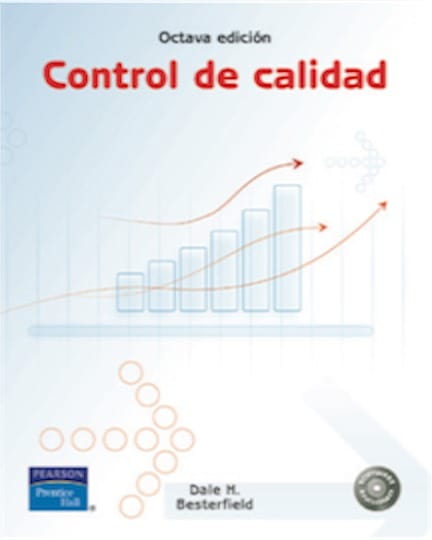 Octava edición
Control de calidad
PEARSON
Prentice
Hall
®
Dale H.
Besterfield